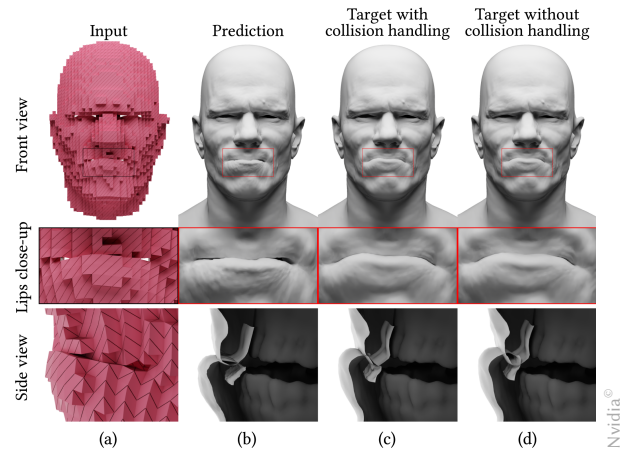 Input
Prediction
Target with
collision handling
Target without
collision handling
Front view
Lips close-up
Side view
(a)
(b)
(c)
(d)
Nvidia©